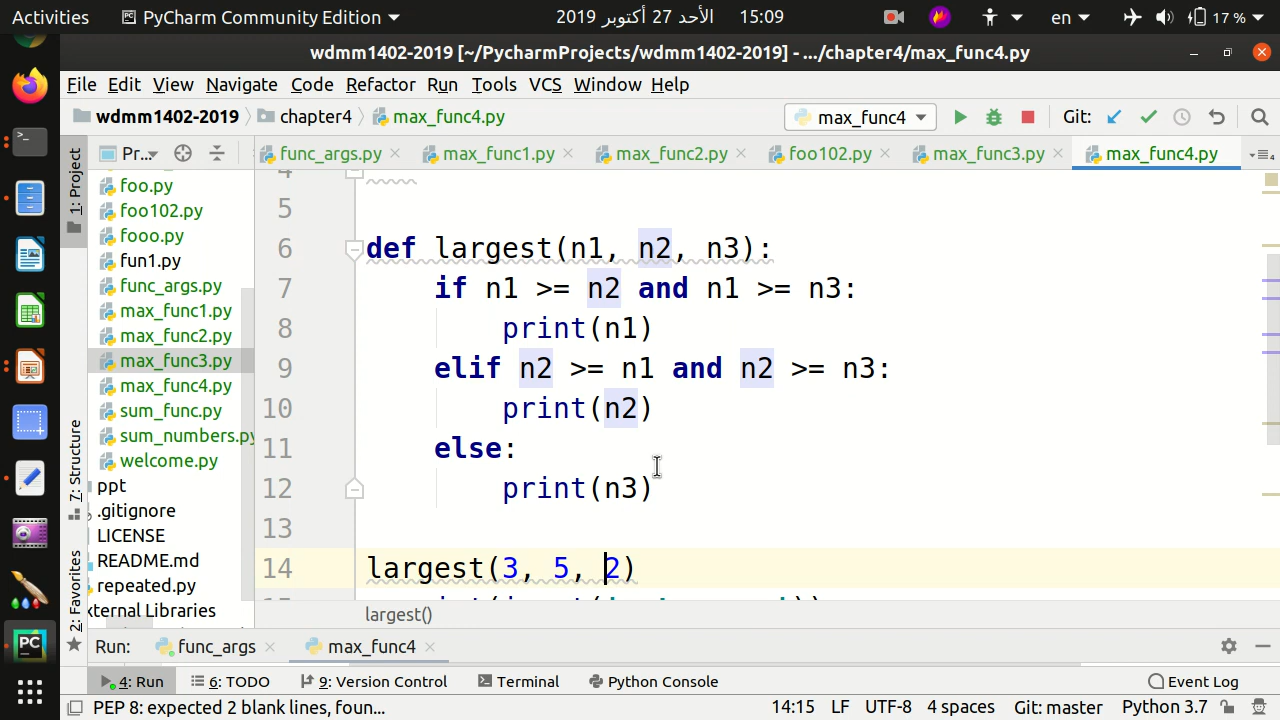 Activities PyCharm Community Edition الأحد 27 أكتوبر 2019 15:09 en 17 %
wdmm1402-2019 [~/PycharmProjects/wdmm1402-2019] - .../chapter4/max_func4.py
File Edit View Navigate Code Refactor Run Tools VCS Window Help
wdmm1402-2019 chapter4 max_func4.py max_func4 Git:
1: Project
Pr...
func_args.py max_func1.py max_func2.py foo102.py max_func3.py max_func4.py
foo.py
foo102.py
fooo.py
fun1.py
func_args.py
max_func1.py
max_func2.py
max_func3.py
max_func4.py
sum_func.py
sum_numbers.py
welcome.py
ppt
.gitignore
LICENSE
README.md
repeated.py
xternal Libraries
7: Structure
2: Favorites
5
6 def largest(n1, n2, n3):
7 if n1 >= n2 and n1 >= n3:
8 print(n1)
9 elif n2 >= n1 and n2 >= n3:
10 print(n2)
11 else:
12 print(n3)
13
14 largest(3, 5, 2)
largest()
Run: func_args max_func4
4: Run 6: TODO 9: Version Control Terminal Python Console Event Log
PEP 8: expected 2 blank lines, foun... 14:15 LF UTF-8 4 spaces Git: master Python 3.7